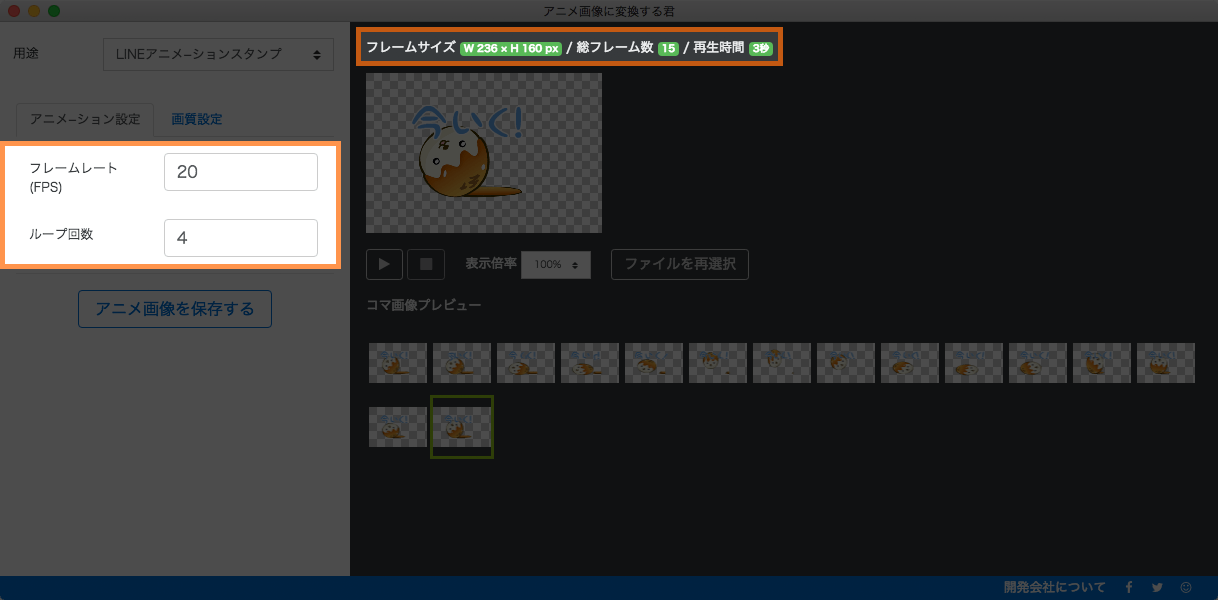 アニメ画像に変換する君
用途
LINEアニメ−ションスタンプ
アニメ−ション設定
画質設定
フレームレート
(FPS)
20
ループ回数
4
アニメ画像を保存する
フレームサイズ W 236 × H 160 px / 総フレーム数 15 / 再生時間 3秒
今いく!
表示倍率
100%
ファイルを再選択
コマ画像プレビュー
開発会社について